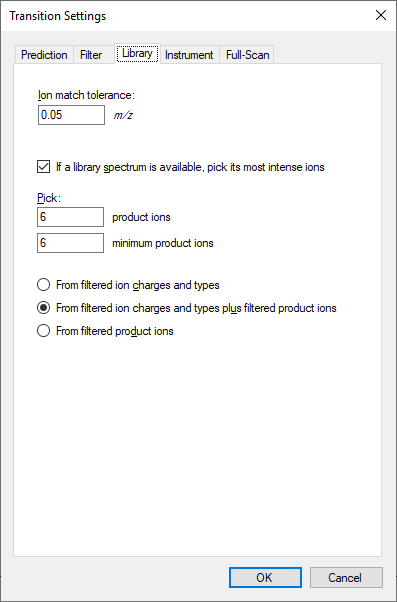 Transition Settings
Prediction Filter Library Instrument Full-Scan
Ion match tolerance:
0.05 m/z
If a library spectrum is available, pick its most intense ions
Pick:
6 product ions
6 minimum product ions
From filtered ion charges and types
From filtered ion charges and types plus filtered product ions
From filtered product ions
OK Cancel